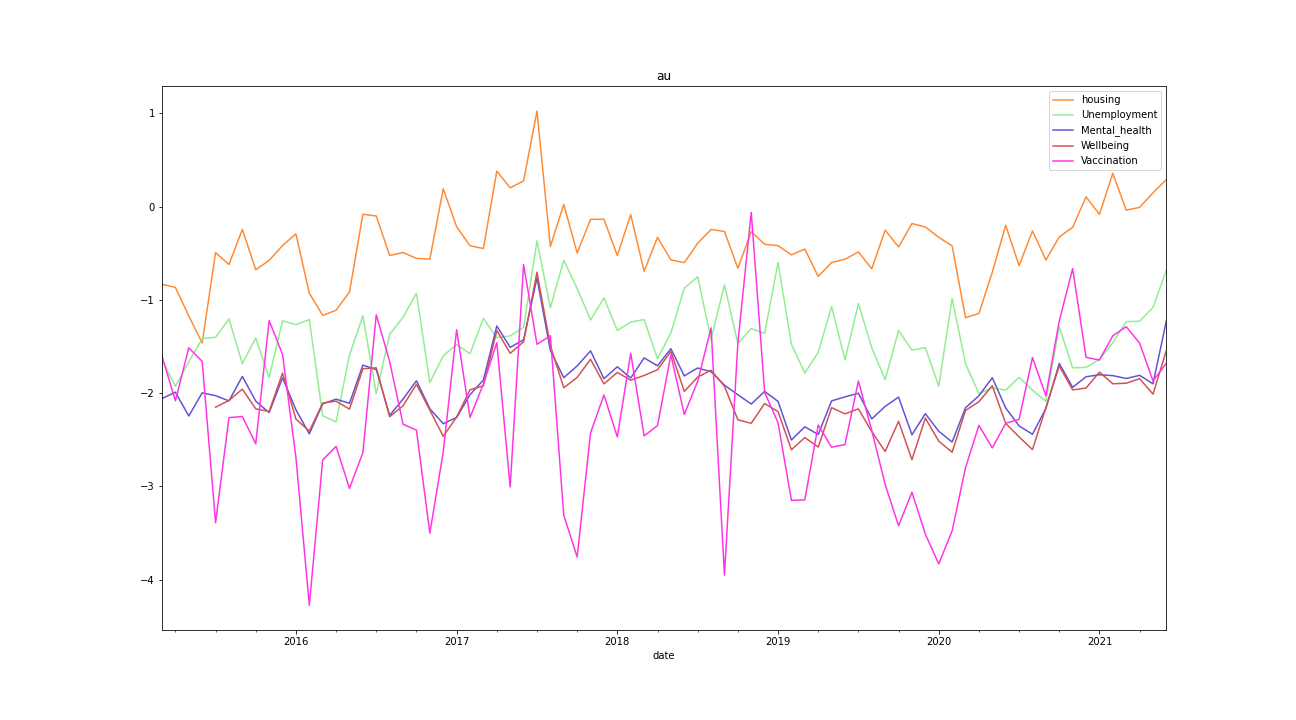 au
housing
Unemployment
Mental_health
Wellbeing
Vaccination
1
0
−1
−2
−3
−4
2016 2017 2018 2019 2020 2021
date